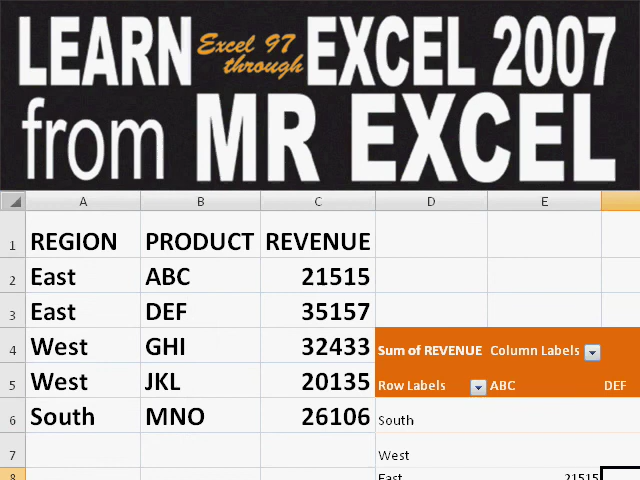 LEARN Excel 97 through EXCEL 2007
from MR EXCEL
A B C D E
1 REGION PRODUCT REVENUE
2 East ABC 21515
3 East DEF 35157
4 West GHI 32433 Sum of REVENUE Column Labels
5 West JKL 20135 Row Labels ABC DEF
6 South MNO 26106 South
7 West
8 East 21515